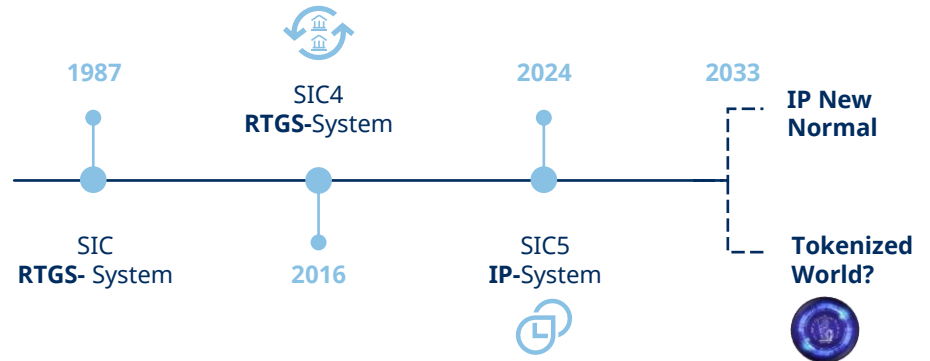 1987
SIC
RTGS- System
SIC4
RTGS-System
2016
2024
SIC5
IP-System
2033
IP New
Normal
Tokenized
World?